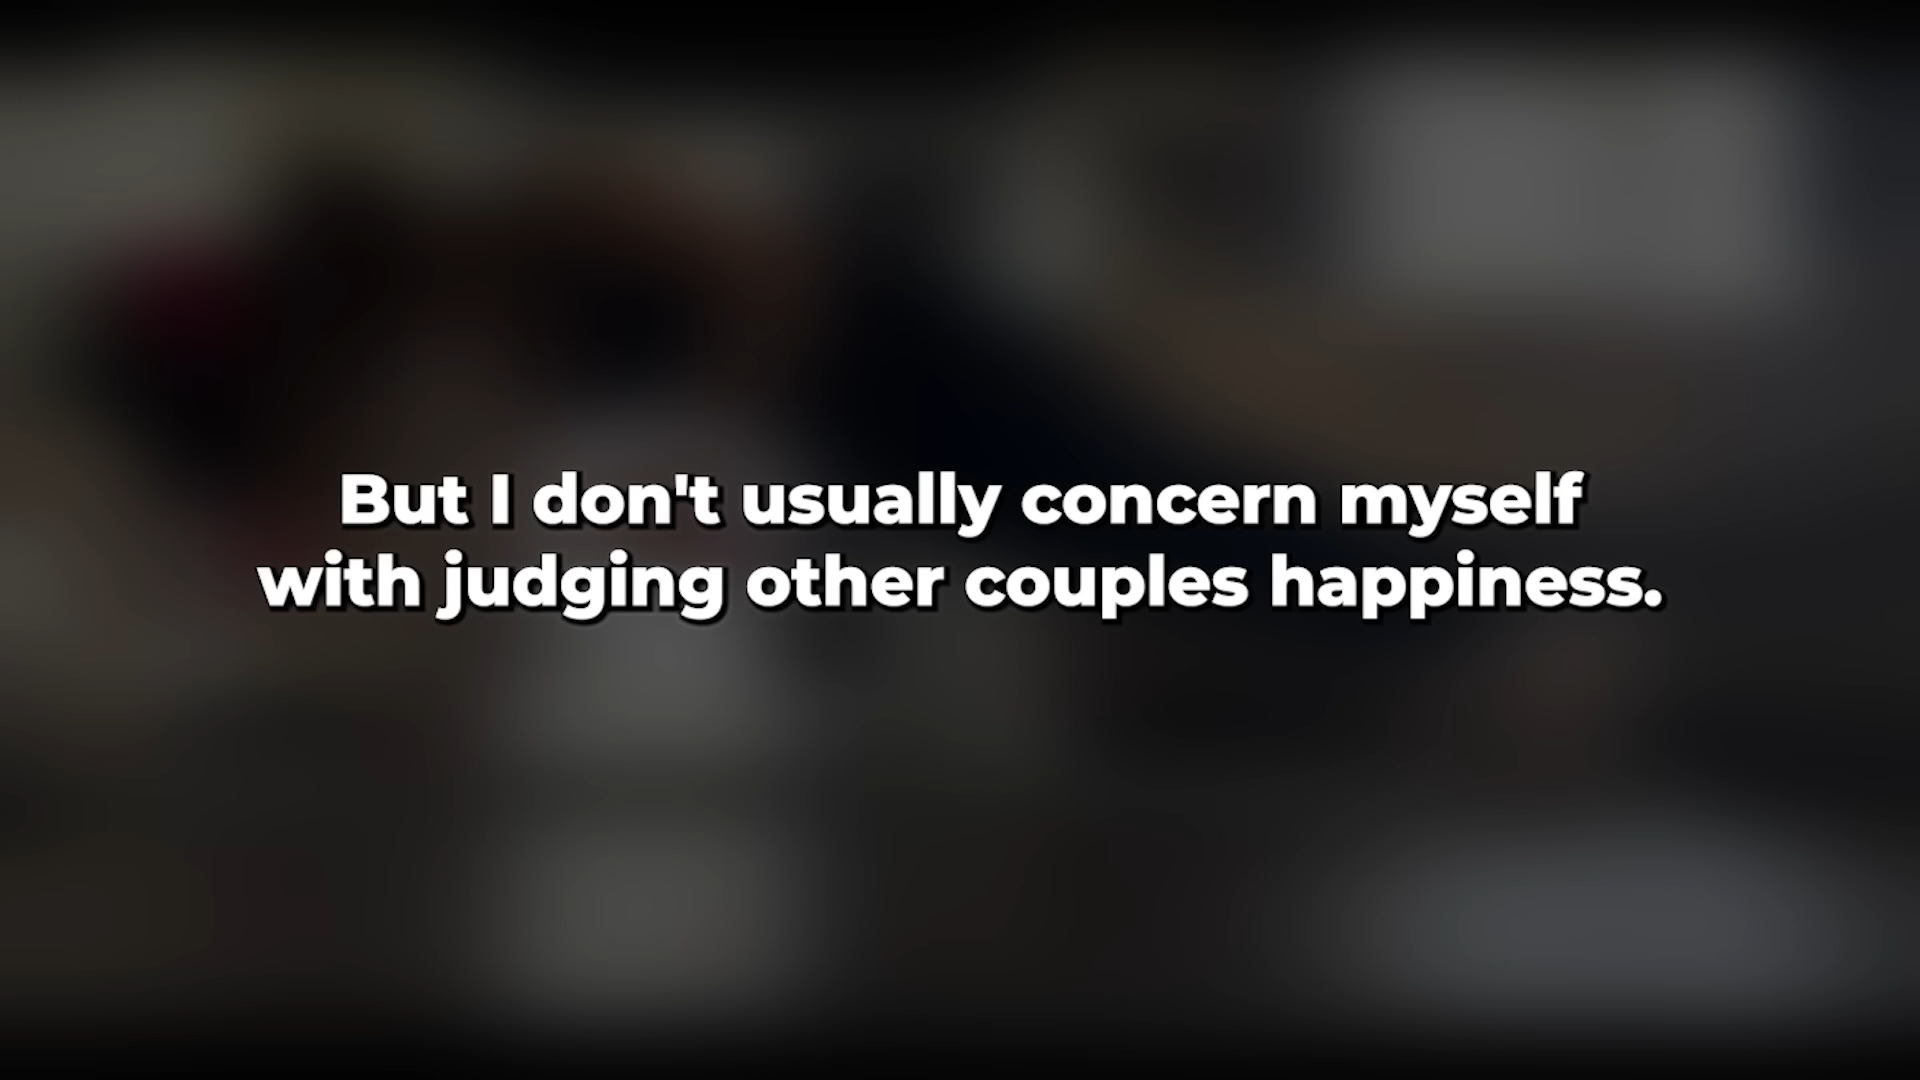 But I don't usually concern myself
with judging other couples happiness.